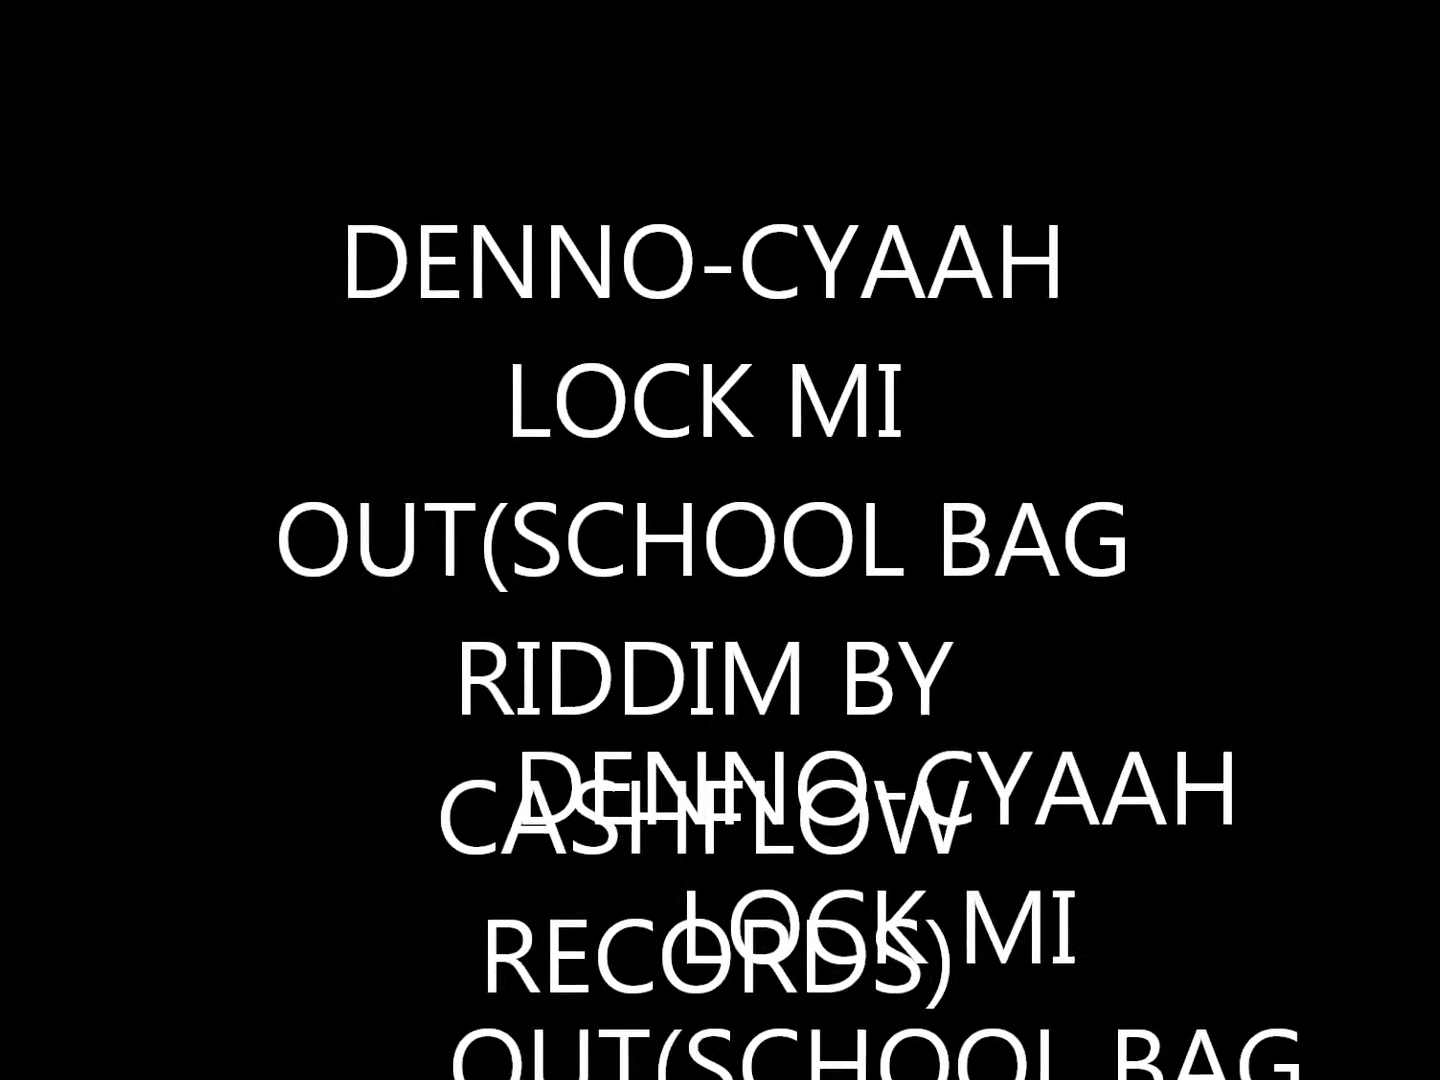 DENNO-CYAAH
LOCK MI
OUT(SCHOOL BAG
RIDDIM BY
CASHFLOW
RECORDS)
DENNO-CYAAH
LOCK MI
OUT(SCHOOL BAG